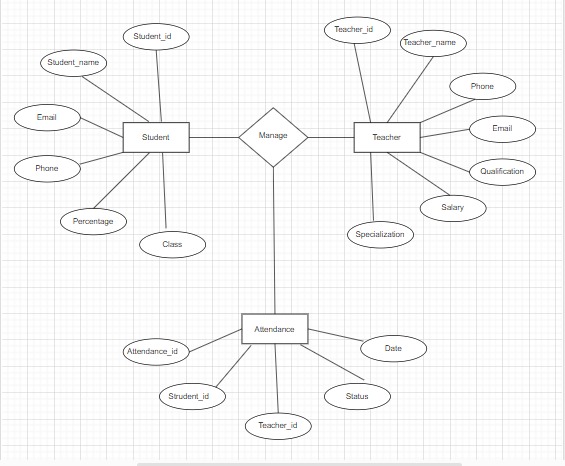 Student_id
Teacher_id
Teacher_name
Student_name
Phone
Email
Email
Student
Manage
Teacher
Phone
Qualification
Salary
Percentage
Specialization
Class
Attendance
Date
Attendance_id
Strudent_id
Status
Teacher_id